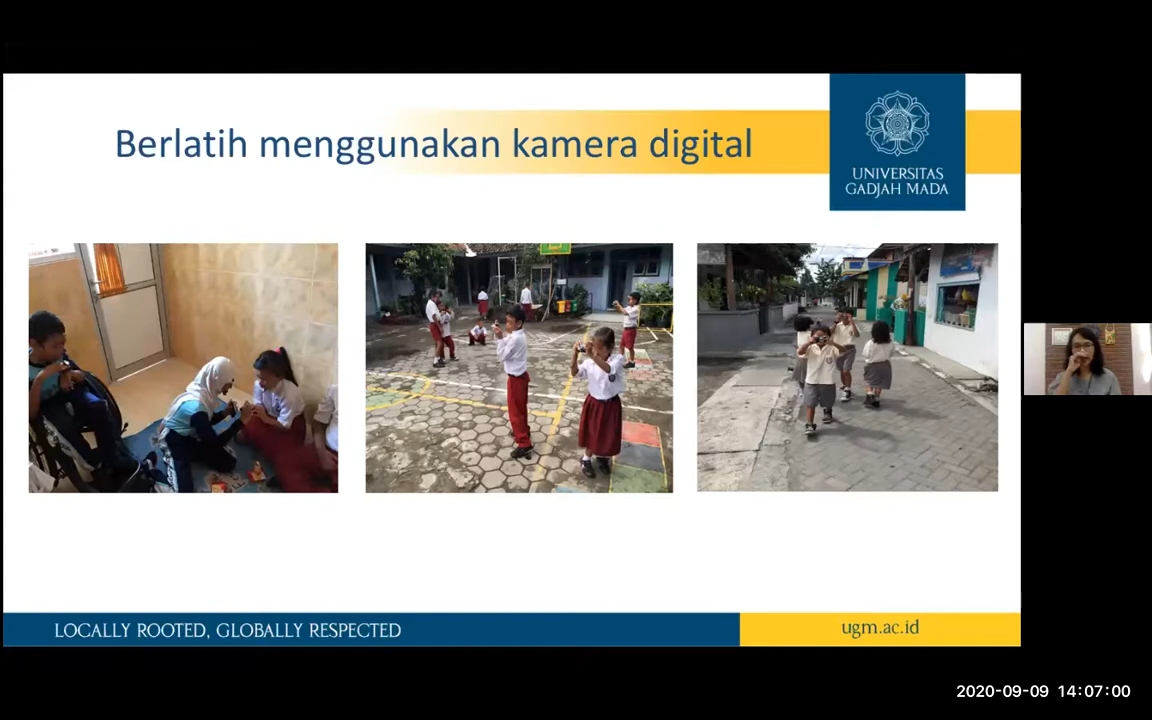 Berlatih menggunakan kamera digital
UNIVERSITAS
GADJAH MADA
LOCALLY ROOTED, GLOBALLY RESPECTED
ugm.ac.id
2020-09-09 14:07:00